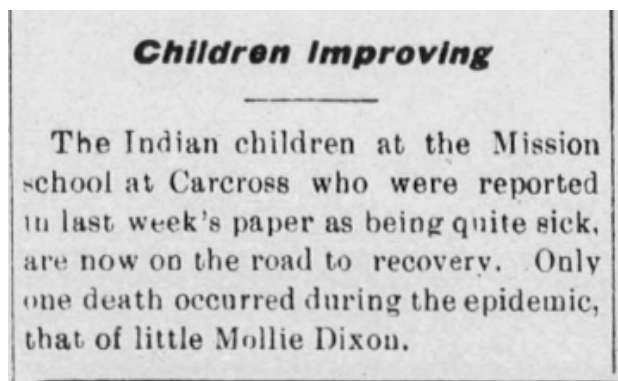 Children Improving
The Indian children at the Mission
school at Carcross who were reported
in last week's paper as being quite sick,
are now on the road to recovery. Only
one death occurred during the epidemic,
that of little Mollie Dixon.